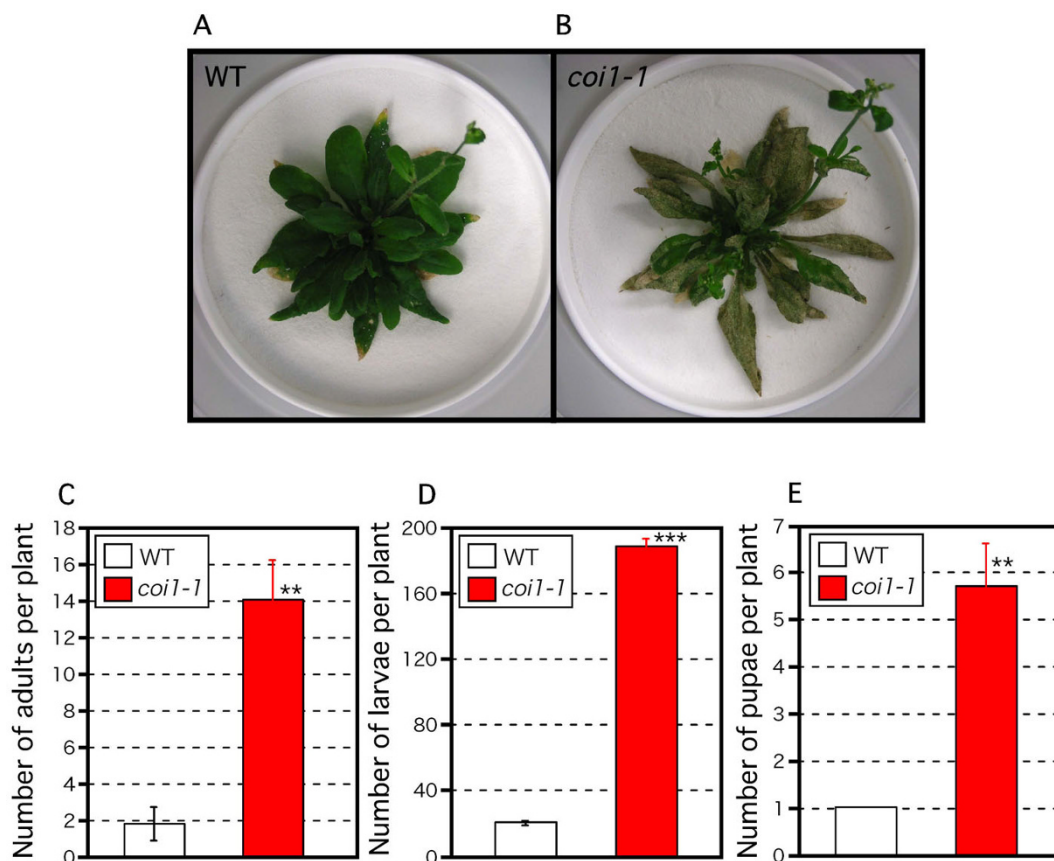 A
B
WT
coi1-1
C
D
E
Number of adults per plant
18
16
14
12
10
8
6
4
2
0
WT
coi1-1
**
Number of larvae per plant
200
160
120
80
40
0
WT
coi1-1
***
Number of pupae per plant
7
6
5
4
3
2
1
0
WT
coi1-1
**